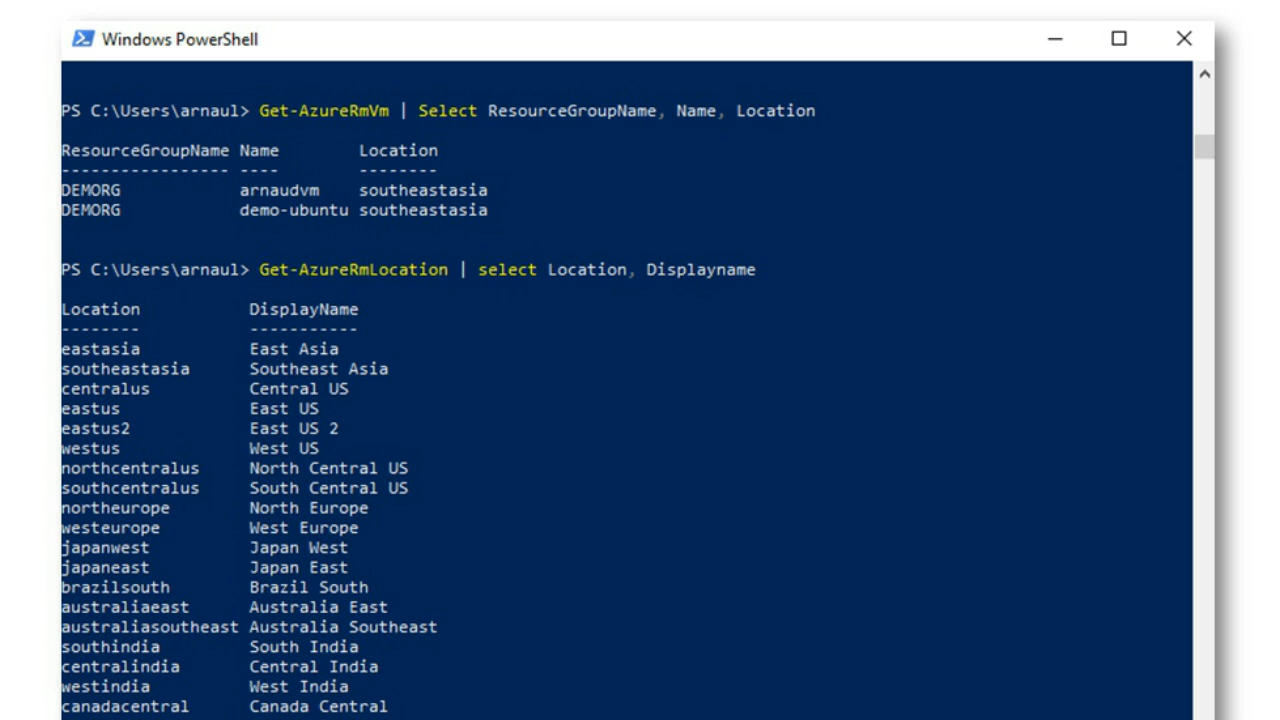 Windows PowerShell
PS C:\Users\arnaul> Get-AzureRmVm | Select ResourceGroupName, Name, Location
ResourceGroupName Name        Location
----------------- ----        --------
DEMORG            arnaudvm    southeastasia
DEMORG            demo-ubuntu southeastasia
PS C:\Users\arnaul> Get-AzureRmLocation | select Location, Displayname
Location           DisplayName
--------           -----------
eastasia           East Asia
southeastasia      Southeast Asia
centralus          Central US
eastus             East US
eastus2            East US 2
westus             West US
northcentralus     North Central US
southcentralus     South Central US
northeurope        North Europe
westeurope         West Europe
japanwest          Japan West
japaneast          Japan East
brazilsouth        Brazil South
australiaeast      Australia East
australiasoutheast Australia Southeast
southindia         South India
centralindia       Central India
westindia          West India
canadacentral      Canada Central